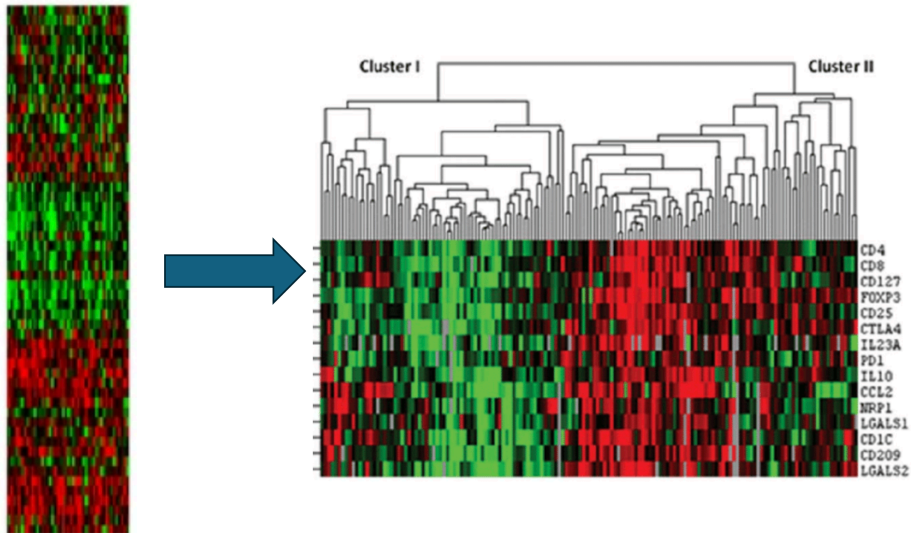 Cluster I
Cluster II
CD4
CD8
CD127
FOXP3
CD25
CTLA4
IL23A
PD1
IL10
CCL2
NRP1
LGALS1
CD1C
CD209
LGALS2